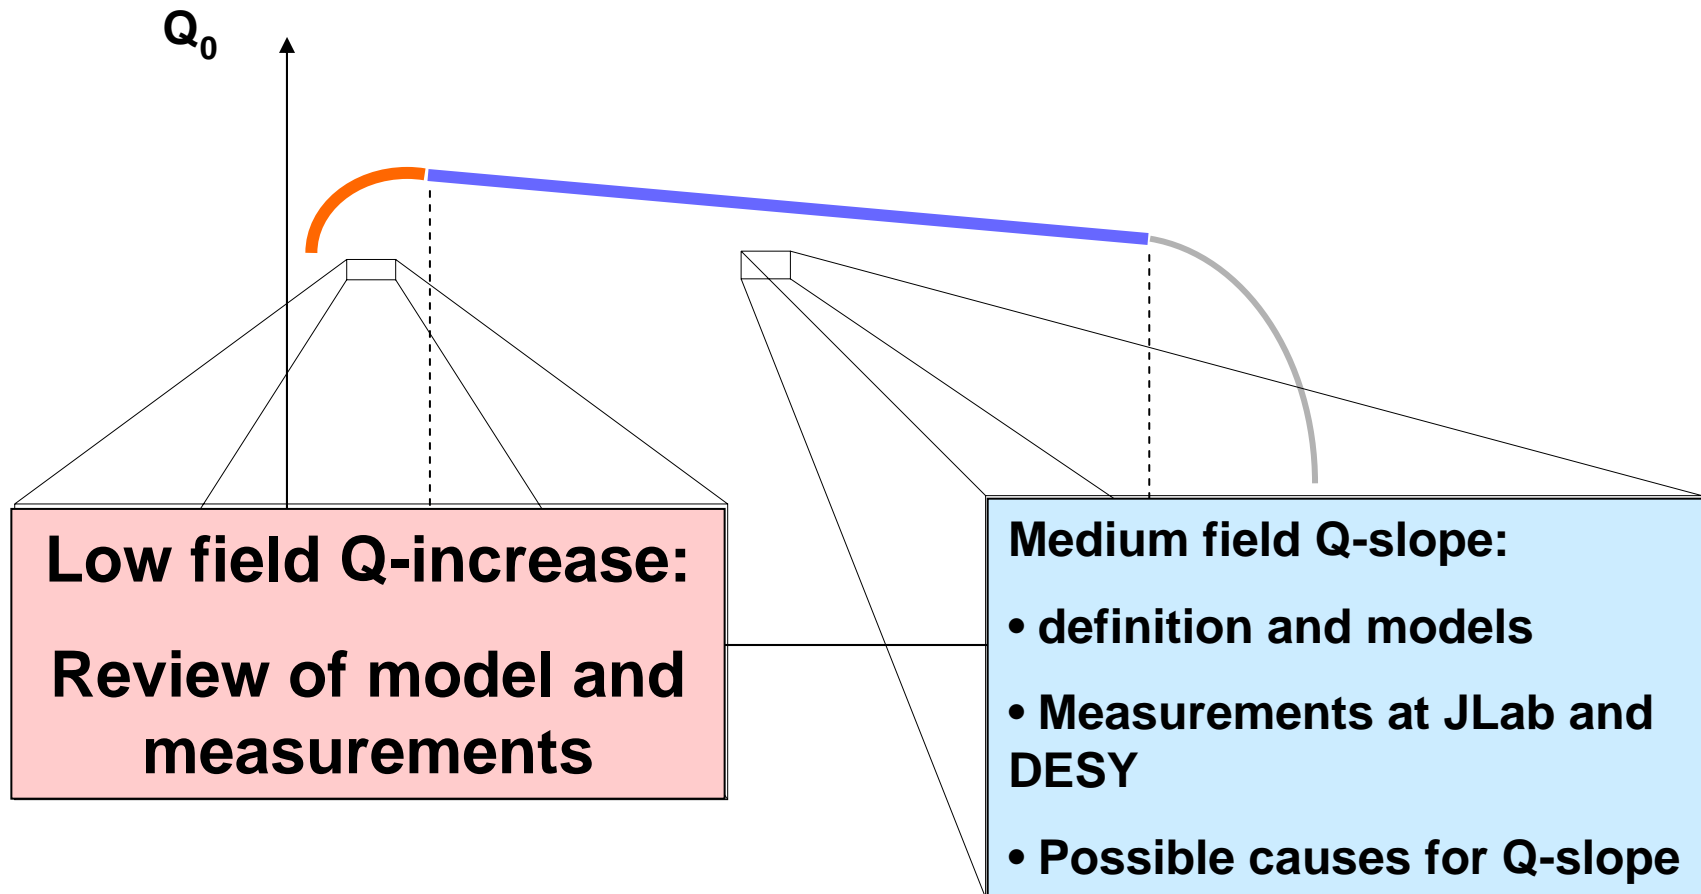 Q₀
Low field Q-increase:
Review of model and
measurements
Medium field Q-slope:
• definition and models
• Measurements at JLab and
DESY
• Possible causes for Q-slope